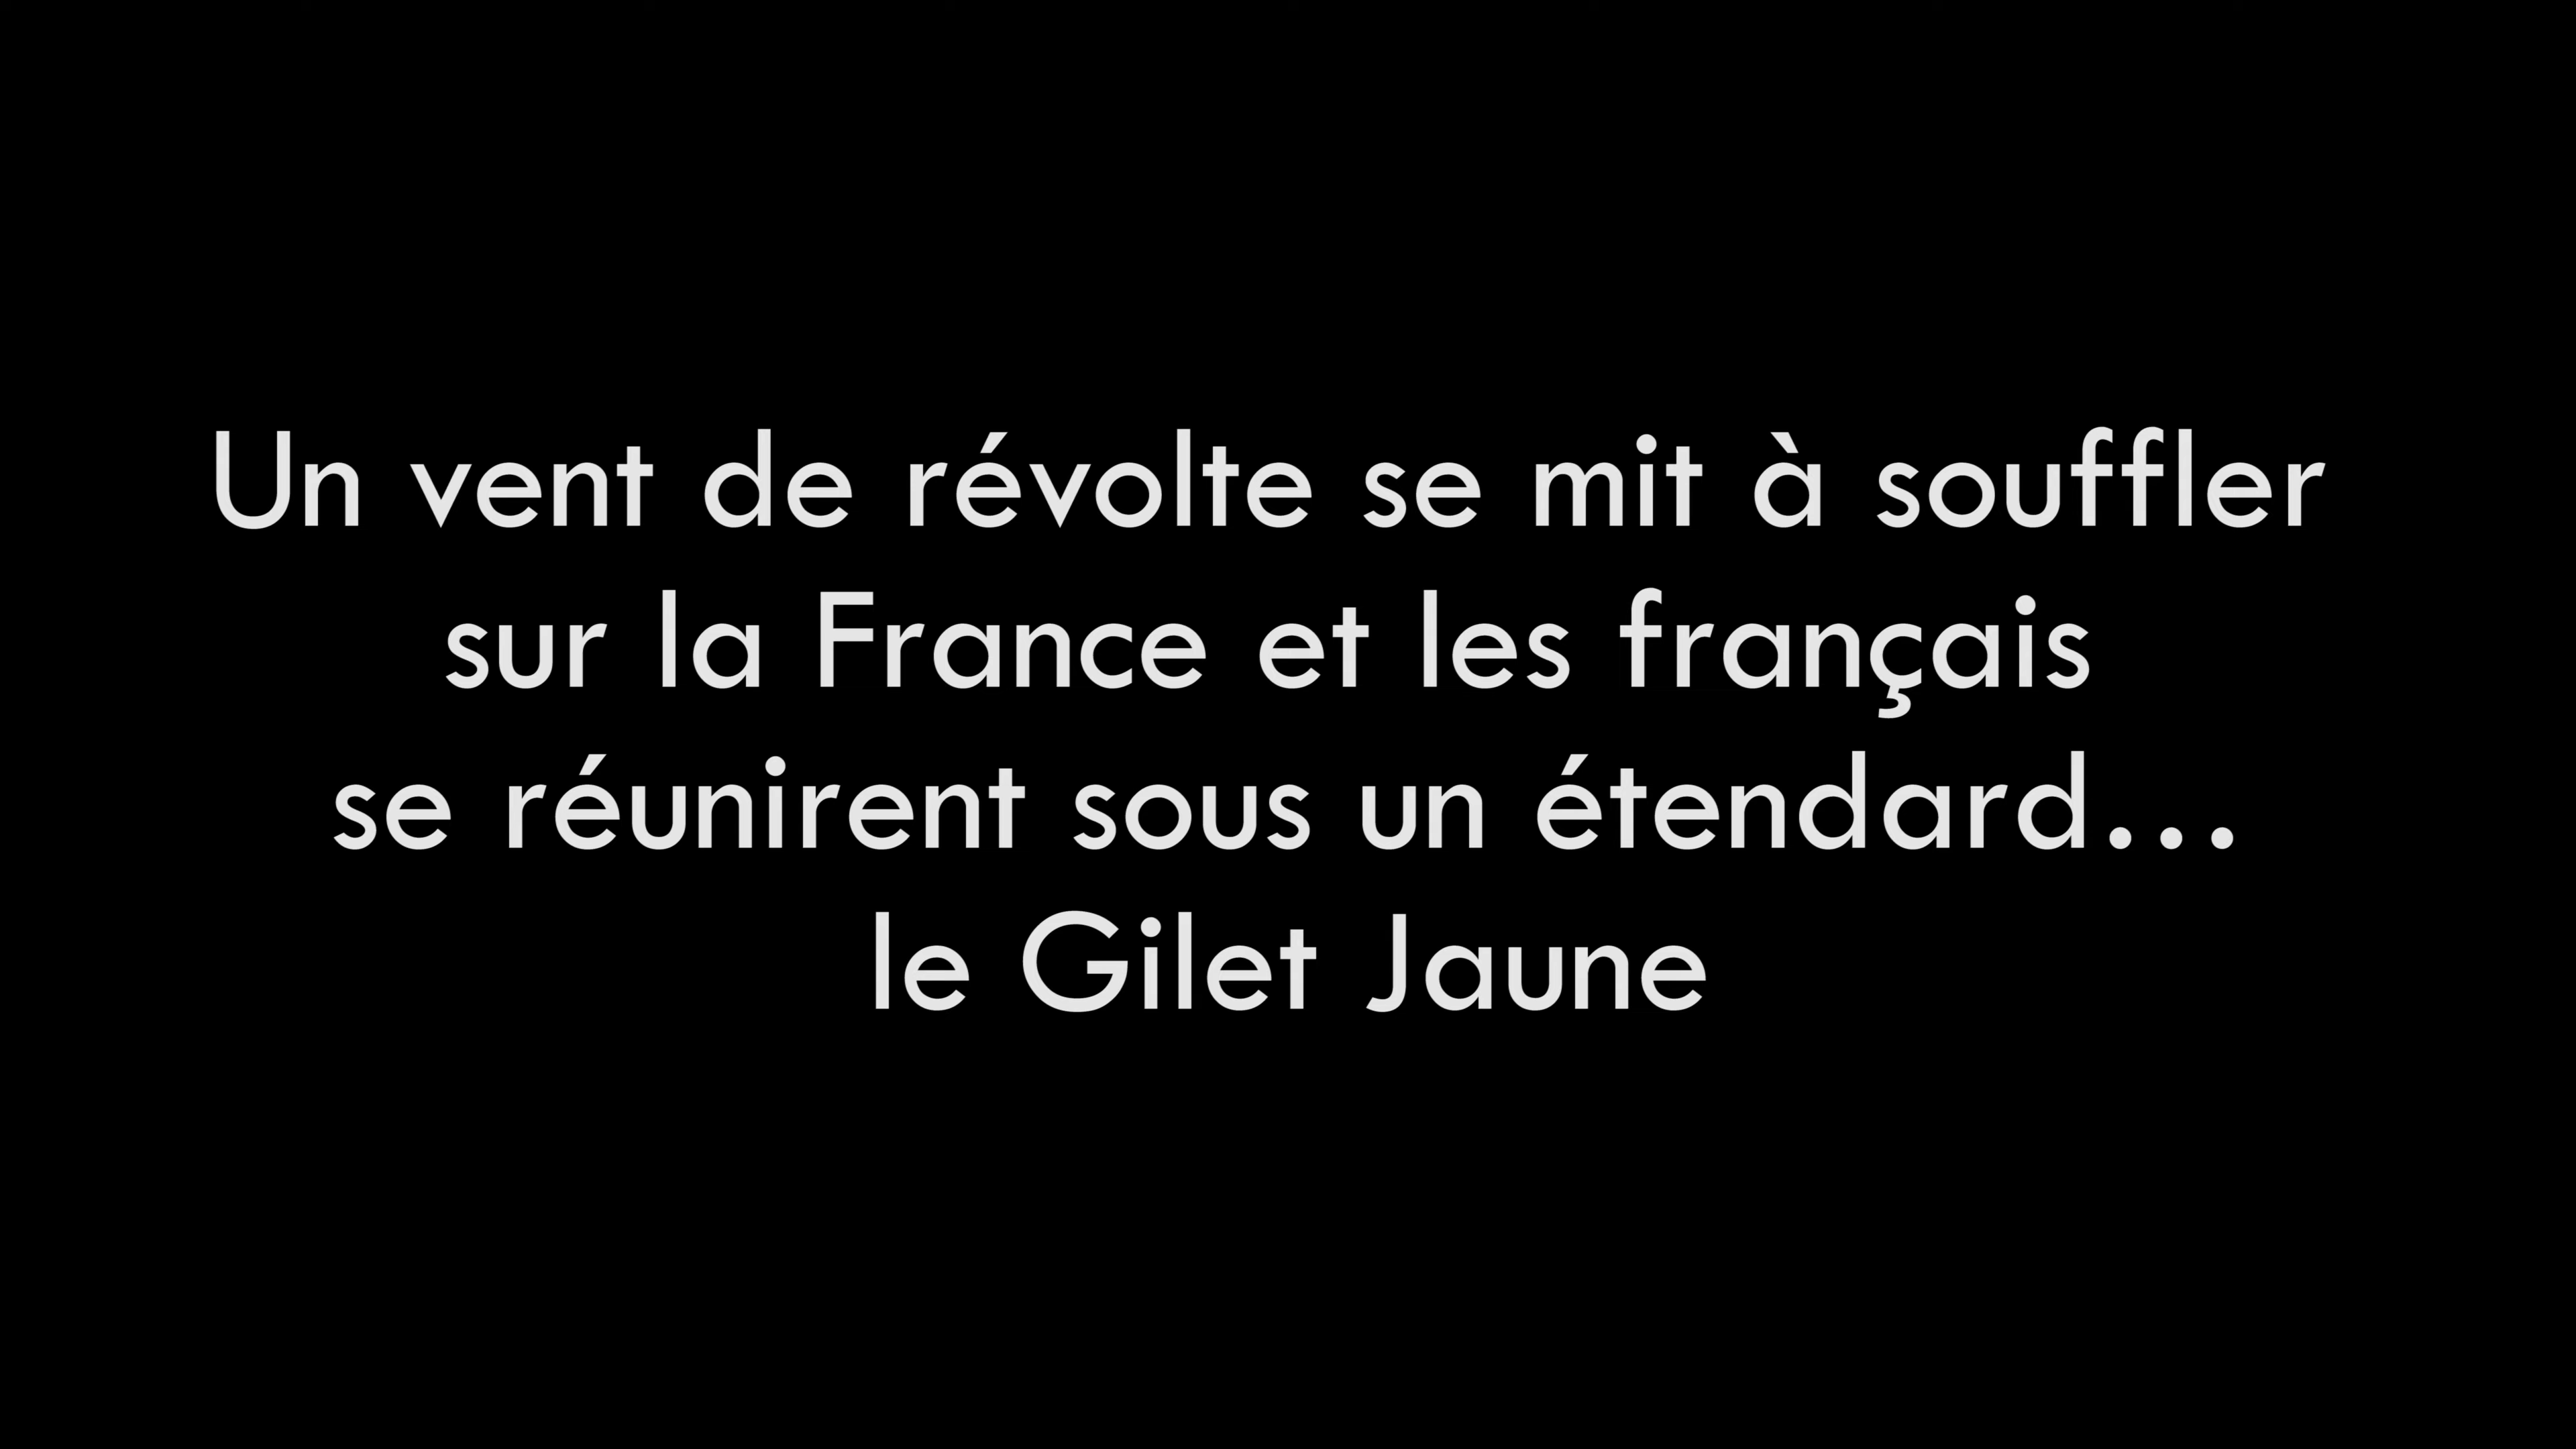 Un vent de révolte se mit à souffler
sur la France et les français
se réunirent sous un étendard...
le Gilet Jaune